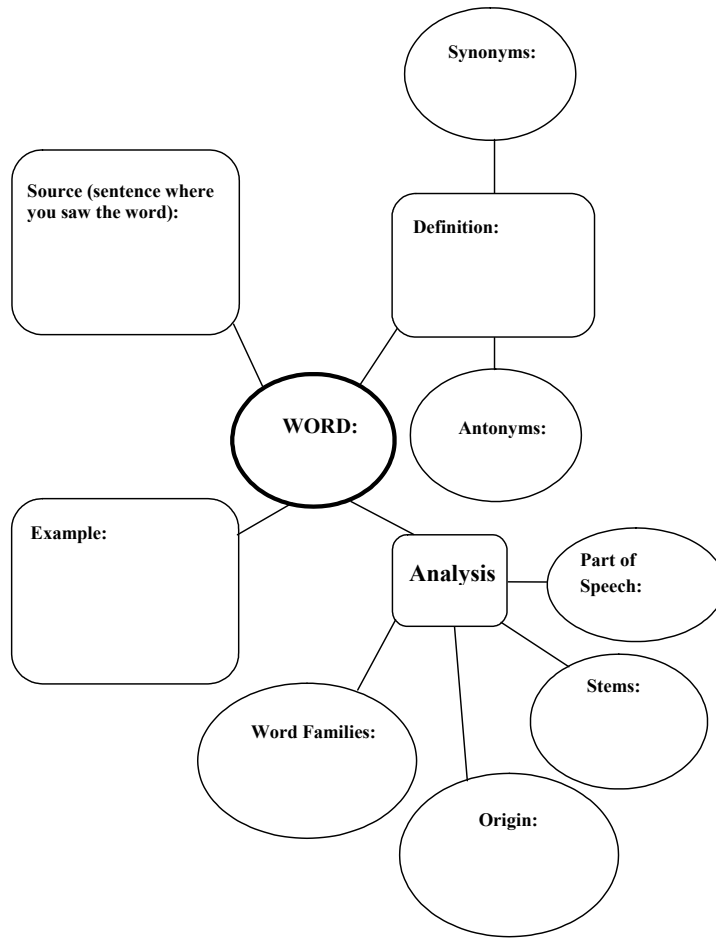 Synonyms:
Source (sentence where
you saw the word):
Definition:
WORD:
Antonyms:
Example:
Analysis
Part of
Speech:
Stems:
Word Families:
Origin: